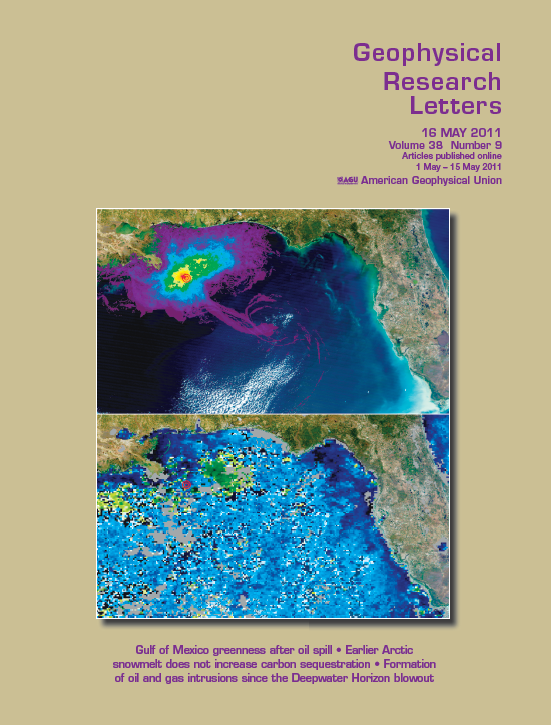 Geophysical
Research
Letters
16 MAY 2011
Volume 38 Number 9
Articles published online
1 May – 15 May 2011
AGU American Geophysical Union
Gulf of Mexico greenness after oil spill • Earlier Arctic
snowmelt does not increase carbon sequestration • Formation
of oil and gas intrusions since the Deepwater Horizon blowout